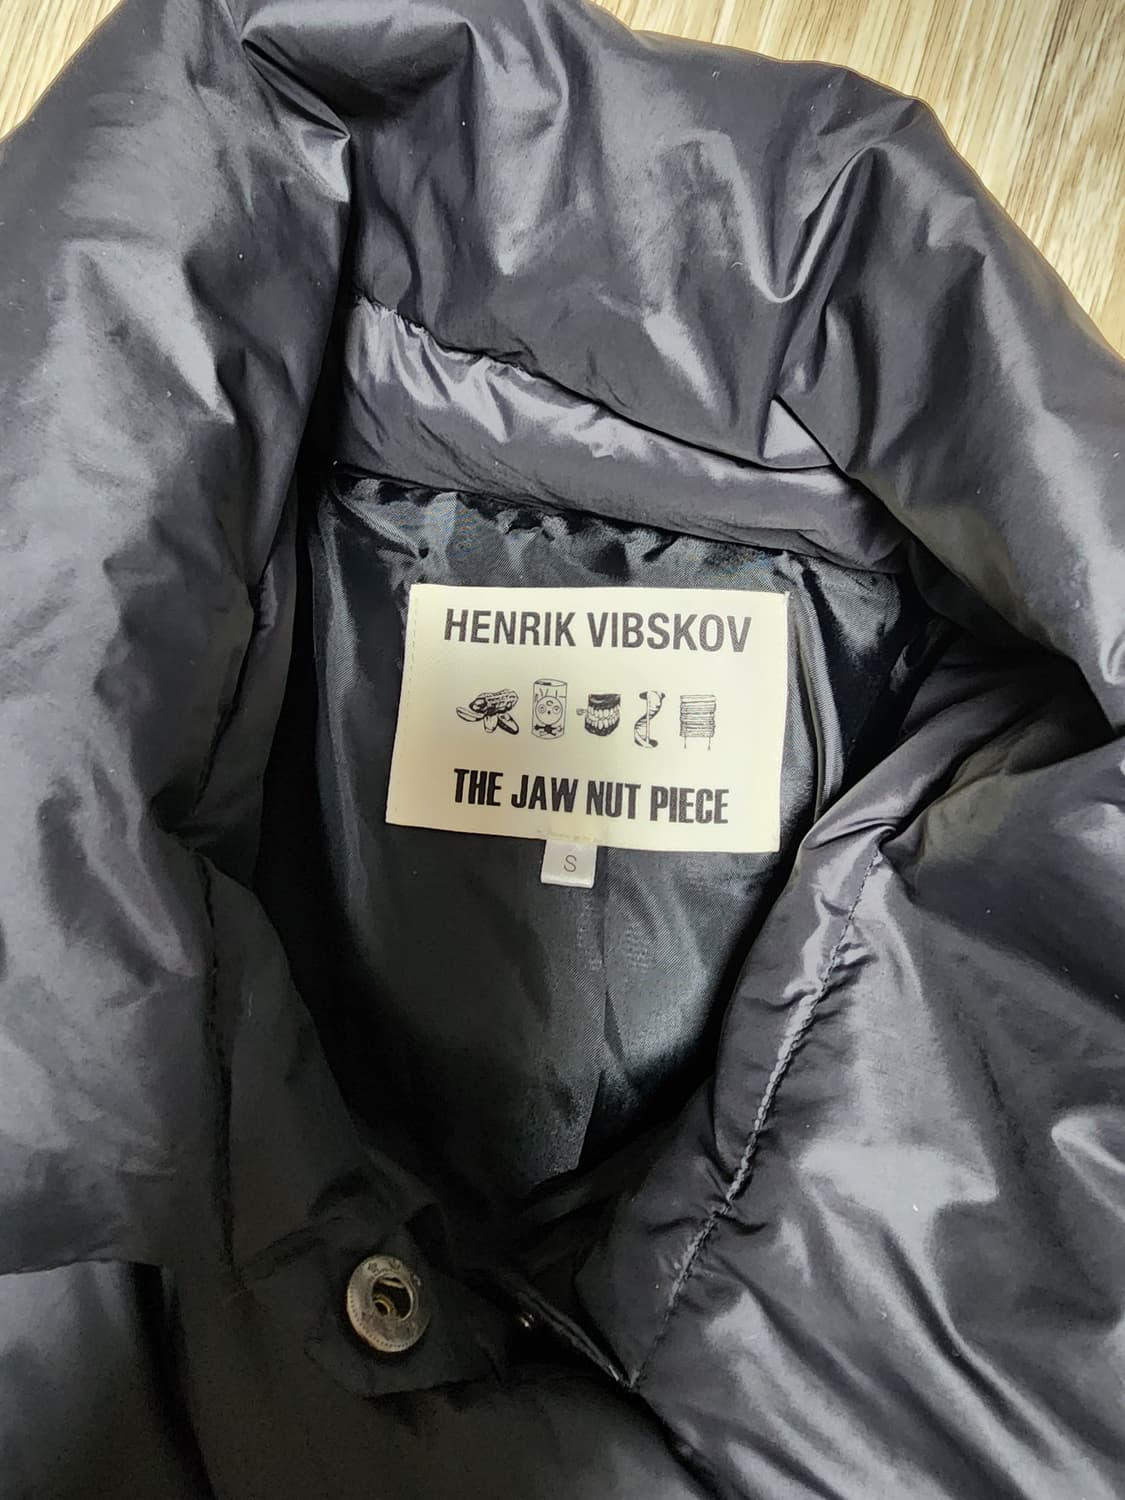 HENRIK VIBSKOV
THE JAW NUT PIECE
S